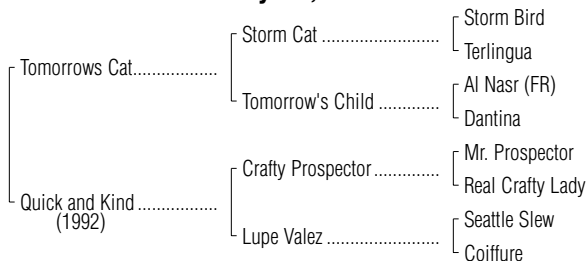 Storm Bird
Storm Cat ........................................
Terlingua
Tomorrows Cat..................
Al Nasr (FR)
Tomorrow's Child .............
Dantina
Mr. Prospector
Crafty Prospector..............
Real Crafty Lady
Quick and Kind .................
(1992)
Seattle Slew
Lupe Valez .......................
Coiffure